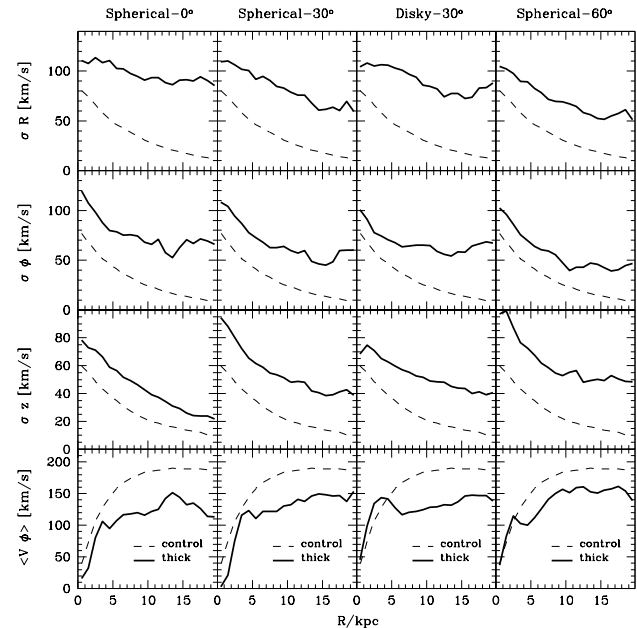 Spherical−0° Spherical−30° Disky−30° Spherical−60°
σ R [km/s]
100
50
0
σ ϕ [km/s]
100
50
0
σ z [km/s]
80
60
40
20
0
<V ϕ> [km/s]
200
150
100
50
0
control control control control
thick thick thick thick
0 5 10 15 0 5 10 15 0 5 10 15 0 5 10 15 20
R/kpc